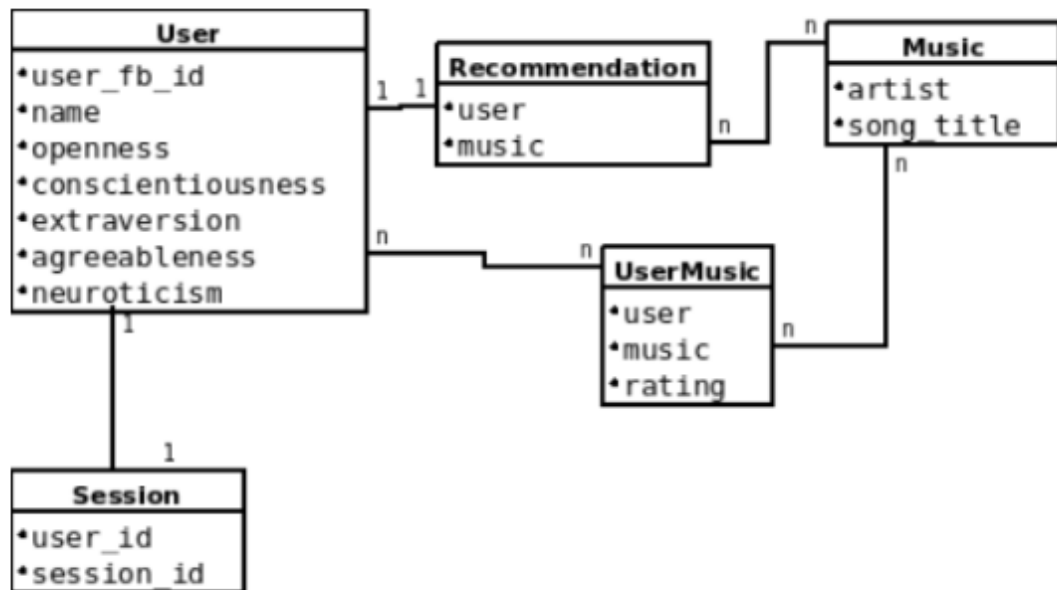 User
user_fb_id
name
openness
conscientiousness
extraversion
agreeableness
neuroticism
1
1
Recommendation
user
music
n
n
Music
artist
song_title
n
n
n
UserMusic
user
music
rating
n
1
1
Session
user_id
session_id